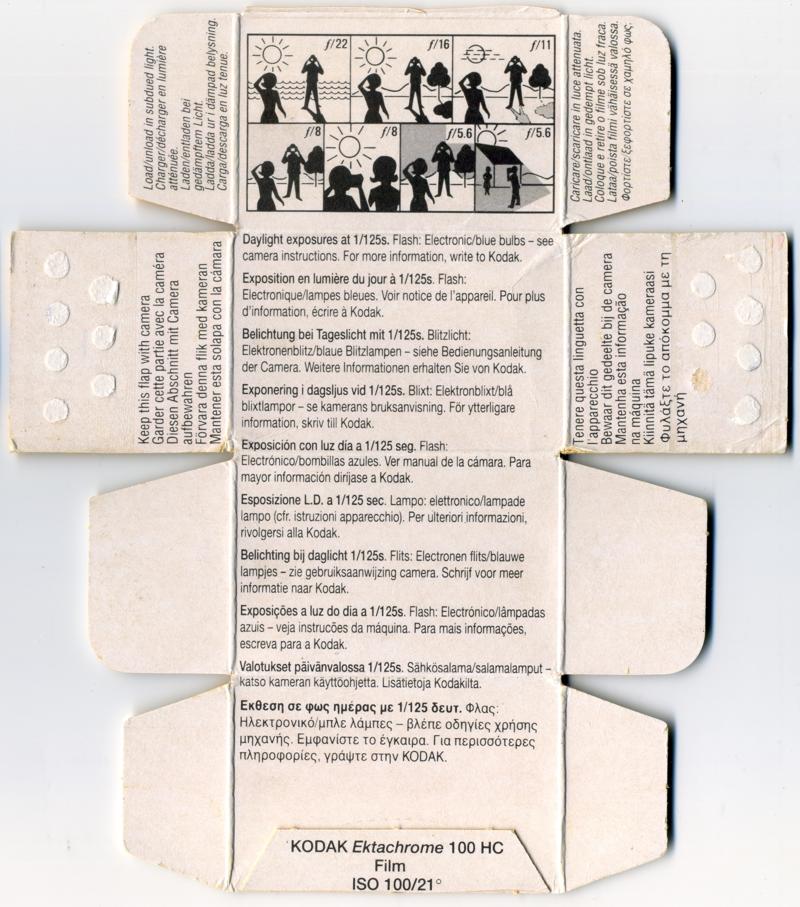 Load/unload in subdued light.
Charger/décharger en lumière
atténuée.
Laden/entladen bei
gedämpftem Licht.
Ladda/ladda ur i dämpad belysning.
Carga/descarga en luz tenue.
f/22
f/16
f/11
f/8
f/8
f/5.6
f/5.6
Caricare/scaricare in luce attenuata.
Laad/ontlaad in gedempt licht.
Coloque e retire o filme sob luz fraca.
Lataa/poista filmi vähäisessä valossa.
Φορτίστε/ξεφορτίστε σε χαμηλό φως.
Keep this flap with camera
Garder cette partie avec la caméra
Diesen Abschnitt mit Camera
aufbewahren
Förvara denna flik med kameran
Mantener esta solapa con la cámara
Daylight exposures at 1/125s. Flash: Electronic/blue bulbs – see
camera instructions. For more information, write to Kodak.
Exposition en lumière du jour à 1/125s. Flash:
Electronique/lampes bleues. Voir notice de l'appareil. Pour plus
d'information, écrire à Kodak.
Belichtung bei Tageslicht mit 1/125s. Blitzlicht:
Elektronenblitz/blaue Blitzlampen – siehe Bedienungsanleitung
der Camera. Weitere Informationen erhalten Sie von Kodak.
Exponering i dagsljus vid 1/125s. Blixt: Elektronblixt/blå
blixtlampor – se kamerans bruksanvisning. För ytterligare
information, skriv till Kodak.
Exposición con luz día a 1/125 seg. Flash:
Electrónico/bombillas azules. Ver manual de la cámara. Para
mayor información diríjase a Kodak.
Esposizione L.D. a 1/125 sec. Lampo: elettronico/lampade
lampo (cfr. istruzioni apparecchio). Per ulteriori informazioni,
rivolgersi alla Kodak.
Belichting bij daglicht 1/125s. Flits: Electronen flits/blauwe
lampjes – zie gebruiksaanwijzing camera. Schrijf voor meer
informatie naar Kodak.
Exposições a luz do dia a 1/125s. Flash: Electrónico/lâmpadas
azuis – veja instrucões da máquina. Para mais informações,
escreva para a Kodak.
Valotukset päivänvalossa 1/125s. Sähkösalama/salamalamput –
katso kameran käyttöohjetta. Lisätietoja Kodakilta.
Εκθεση σε φως ημέρας με 1/125 δευτ. Φλας:
Ηλεκτρονικό/μπλε λάμπες – βλέπε οδηγίες χρήσης
μηχανής. Εμφανίστε το έγκαιρα. Για περισσότερες
πληροφορίες, γράψτε στην KODAK.
Tenere questa linguetta con
l'apparecchio
Bewaar dit gedeelte bij de camera
Mantenha esta informação
na máquina
Kiinnitä tämä lipuke kameraasi
Φυλάξτε το απόκομμα με τη
μηχανή
KODAK Ektachrome 100 HC
Film
ISO 100/21°